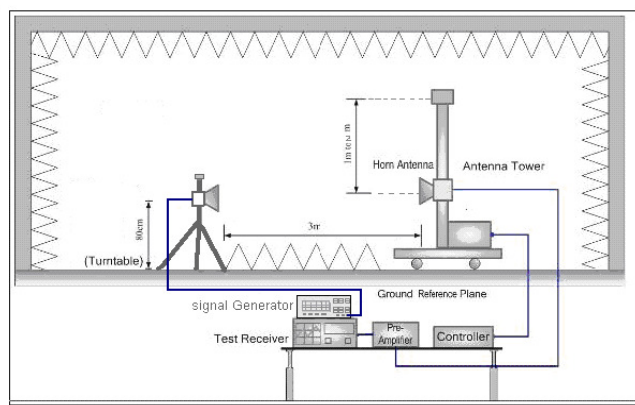 1m to 4 m
Horn Antenna
Antenna Tower
80cm
3m
(Turntable)
Ground Reference Plane
signal Generator
Test Receiver
Pre-
Amplifier
Controller